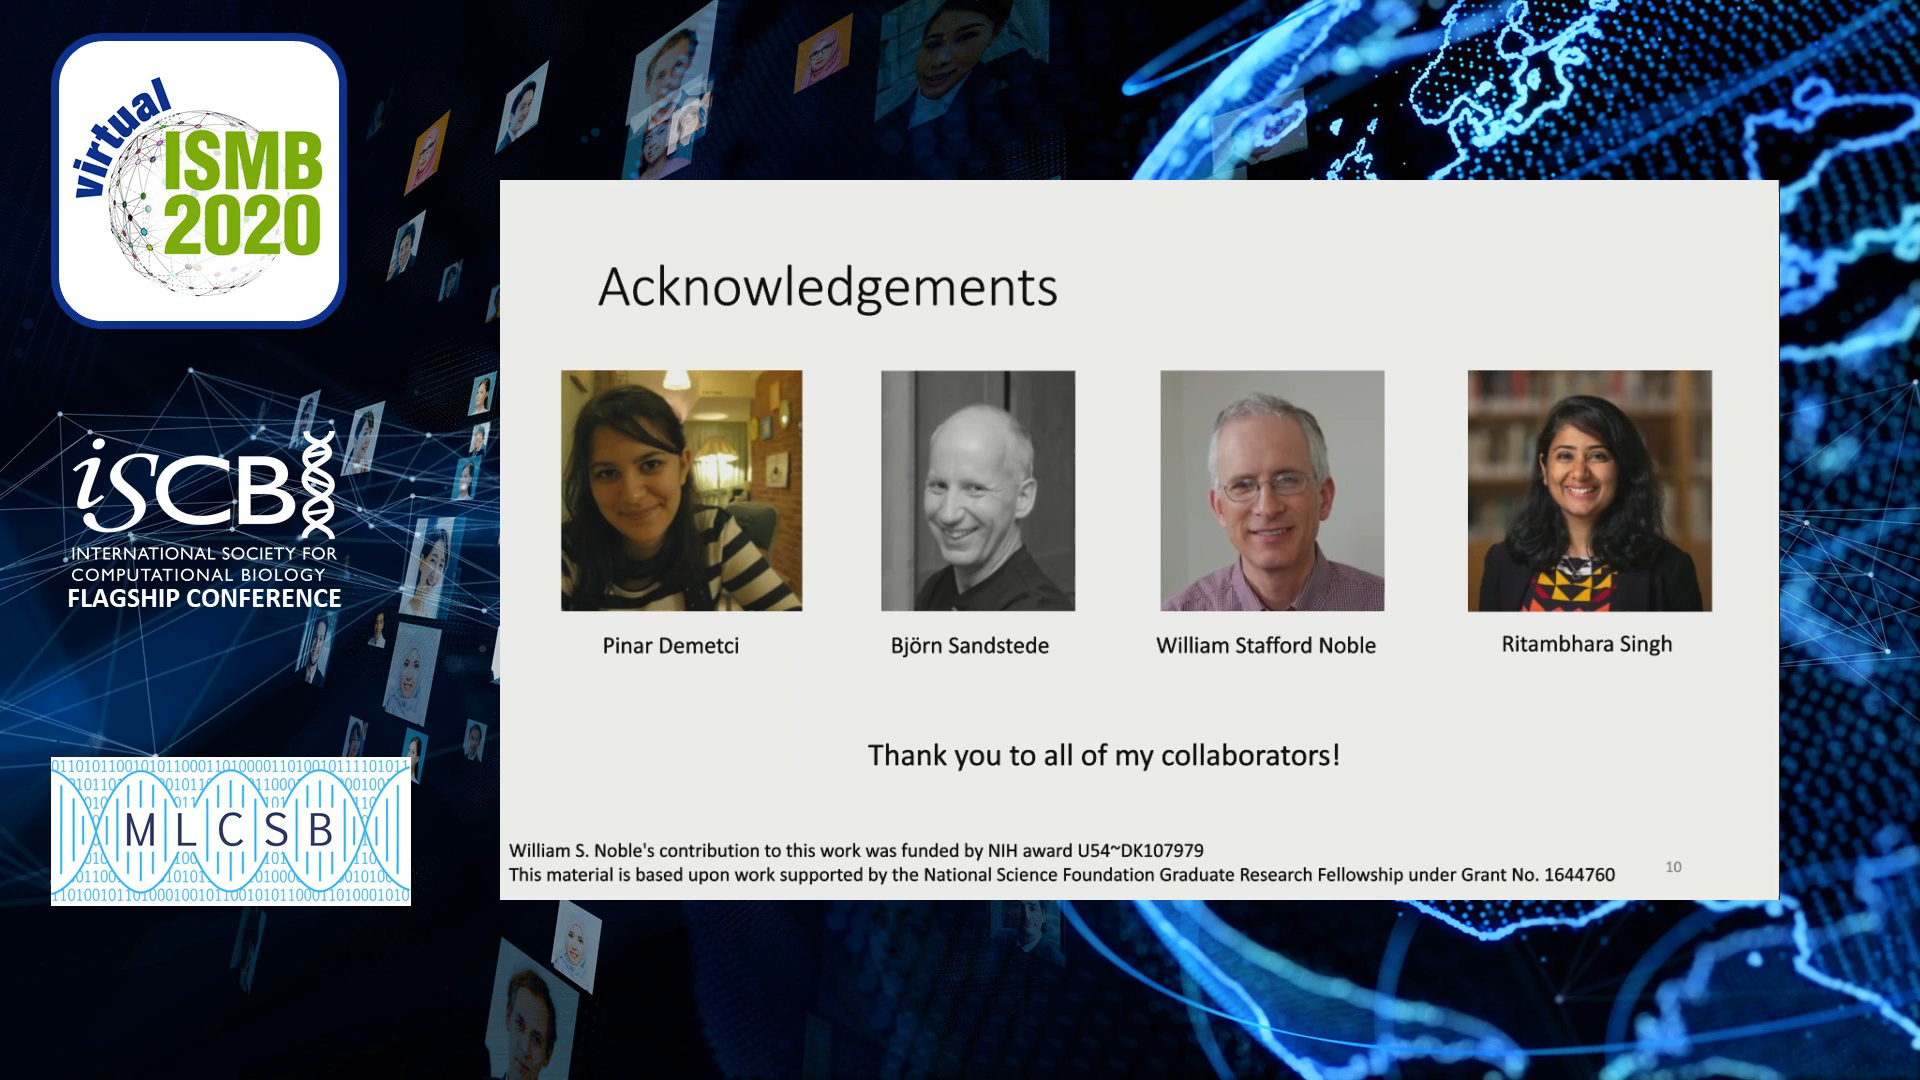 virtual
ISMB
2020
iSCB
INTERNATIONAL SOCIETY FOR
COMPUTATIONAL BIOLOGY
FLAGSHIP CONFERENCE
MLCSB
Acknowledgements
Pinar Demetci
Björn Sandstede
William Stafford Noble
Ritambhara Singh
Thank you to all of my collaborators!
William S. Noble's contribution to this work was funded by NIH award U54~DK107979
This material is based upon work supported by the National Science Foundation Graduate Research Fellowship under Grant No. 1644760
10